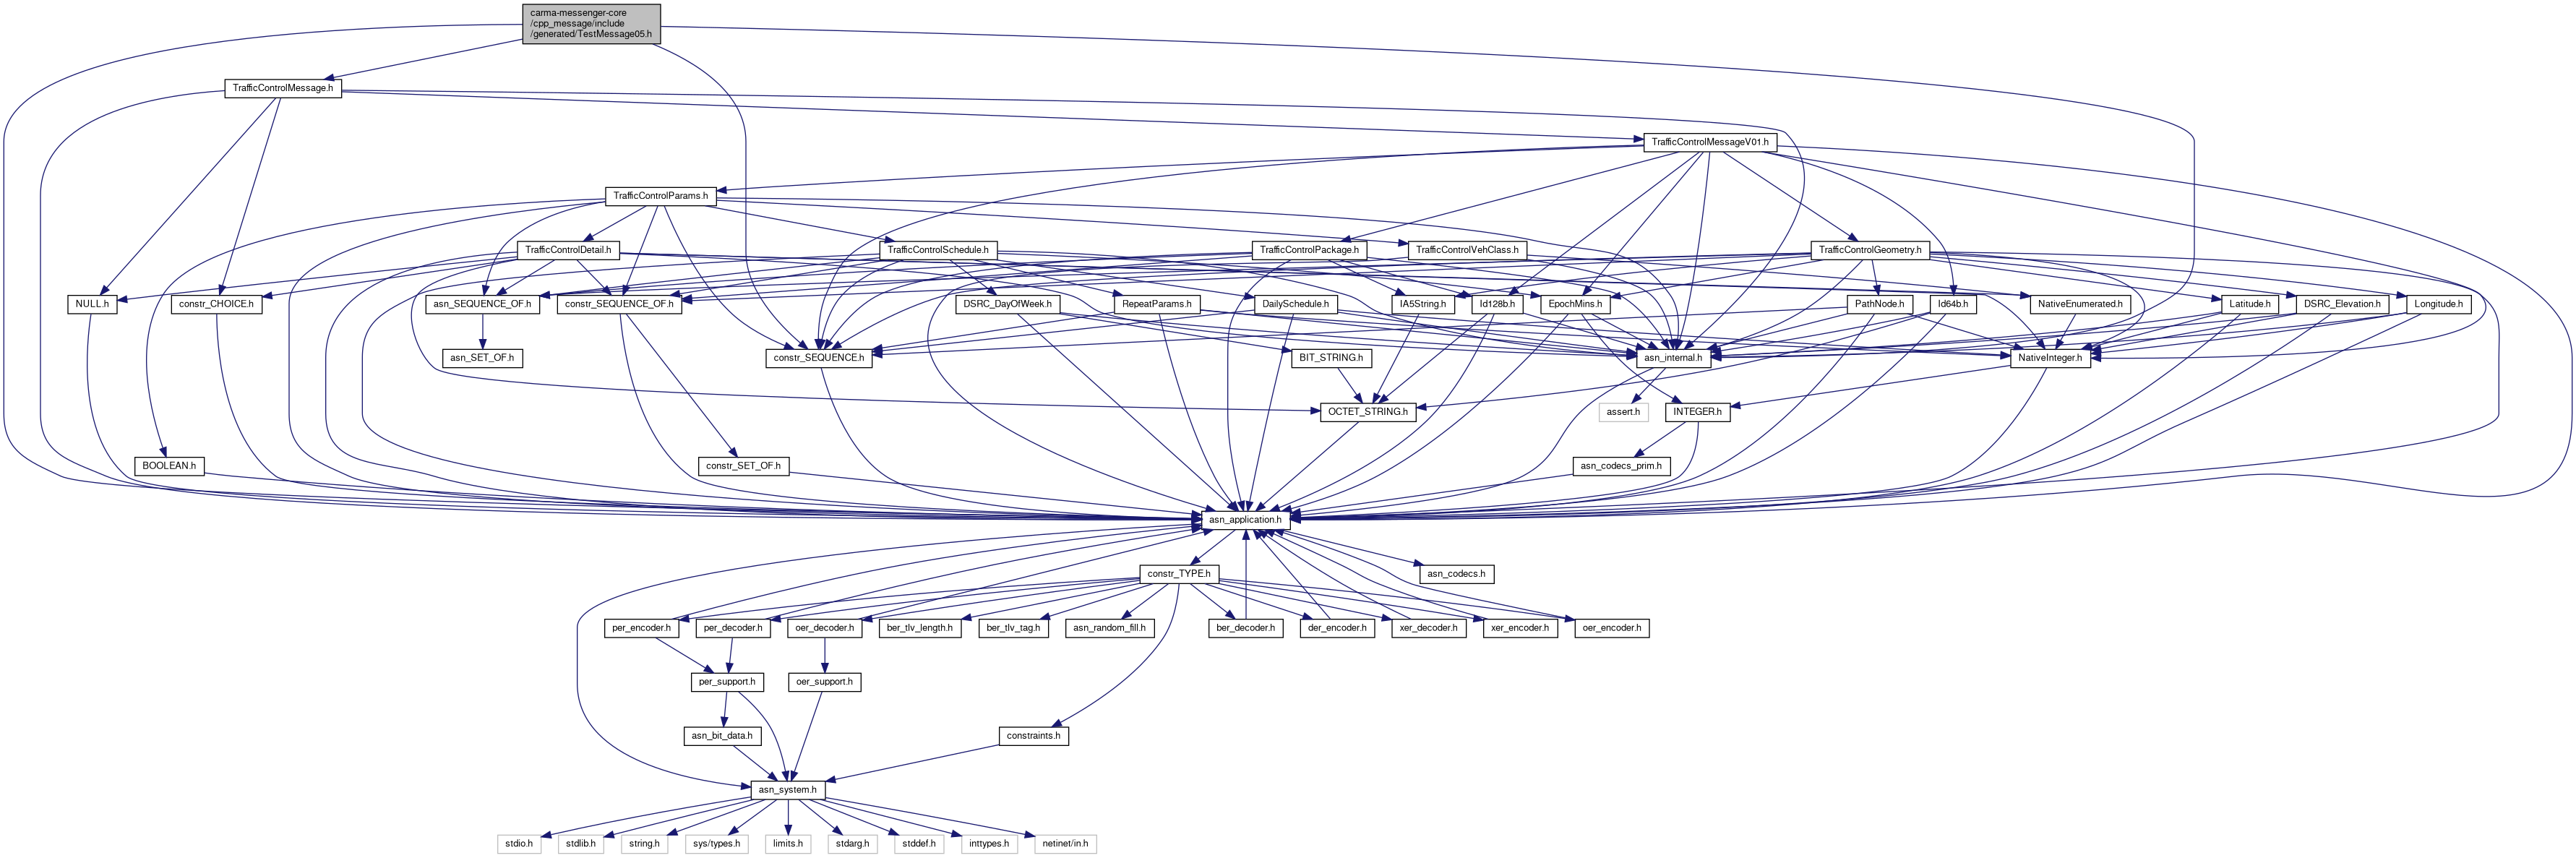 carma-messenger-core
/cpp_message/include
/generated/TestMessage05.h
TrafficControlMessage.h
TrafficControlMessageV01.h
TrafficControlParams.h
TrafficControlDetail.h
TrafficControlSchedule.h
TrafficControlPackage.h
TrafficControlVehClass.h
TrafficControlGeometry.h
NULL.h
constr_CHOICE.h
asn_SEQUENCE_OF.h
constr_SEQUENCE_OF.h
DSRC_DayOfWeek.h
RepeatParams.h
DailySchedule.h
IA5String.h
Id128b.h
EpochMins.h
PathNode.h
Id64b.h
NativeEnumerated.h
Latitude.h
DSRC_Elevation.h
Longitude.h
asn_SET_OF.h
constr_SEQUENCE.h
BIT_STRING.h
asn_internal.h
NativeInteger.h
OCTET_STRING.h
assert.h
INTEGER.h
BOOLEAN.h
constr_SET_OF.h
asn_codecs_prim.h
asn_application.h
constr_TYPE.h
asn_codecs.h
per_encoder.h
per_decoder.h
oer_decoder.h
ber_tlv_length.h
ber_tlv_tag.h
asn_random_fill.h
ber_decoder.h
der_encoder.h
xer_decoder.h
xer_encoder.h
oer_encoder.h
per_support.h
oer_support.h
asn_bit_data.h
constraints.h
asn_system.h
stdio.h
stdlib.h
string.h
sys/types.h
limits.h
stdarg.h
stddef.h
inttypes.h
netinet/in.h